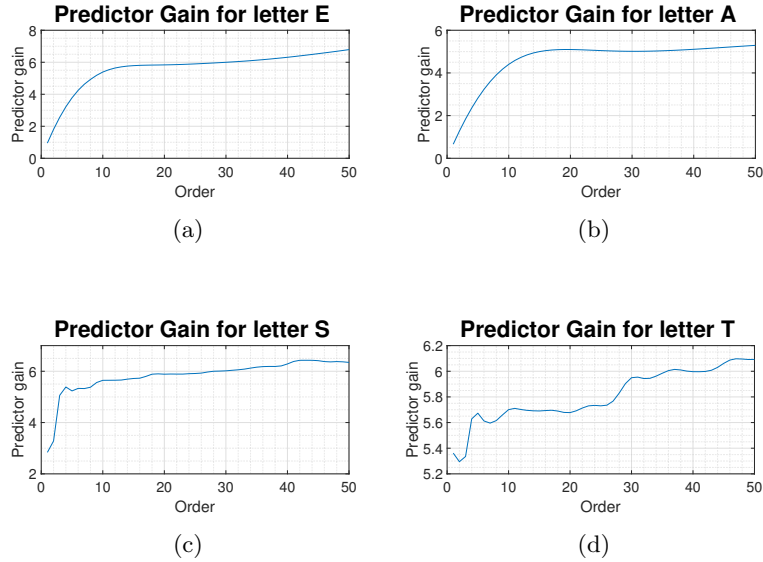 Predictor Gain for letter E
Predictor gain
8
6
4
2
0
0 10 20 30 40 50
Order
(a)
Predictor Gain for letter A
Predictor gain
6
4
2
0
0 10 20 30 40 50
Order
(b)
Predictor Gain for letter S
Predictor gain
6
4
2
0 10 20 30 40 50
Order
(c)
Predictor Gain for letter T
Predictor gain
6.2
6
5.8
5.6
5.4
5.2
0 10 20 30 40 50
Order
(d)